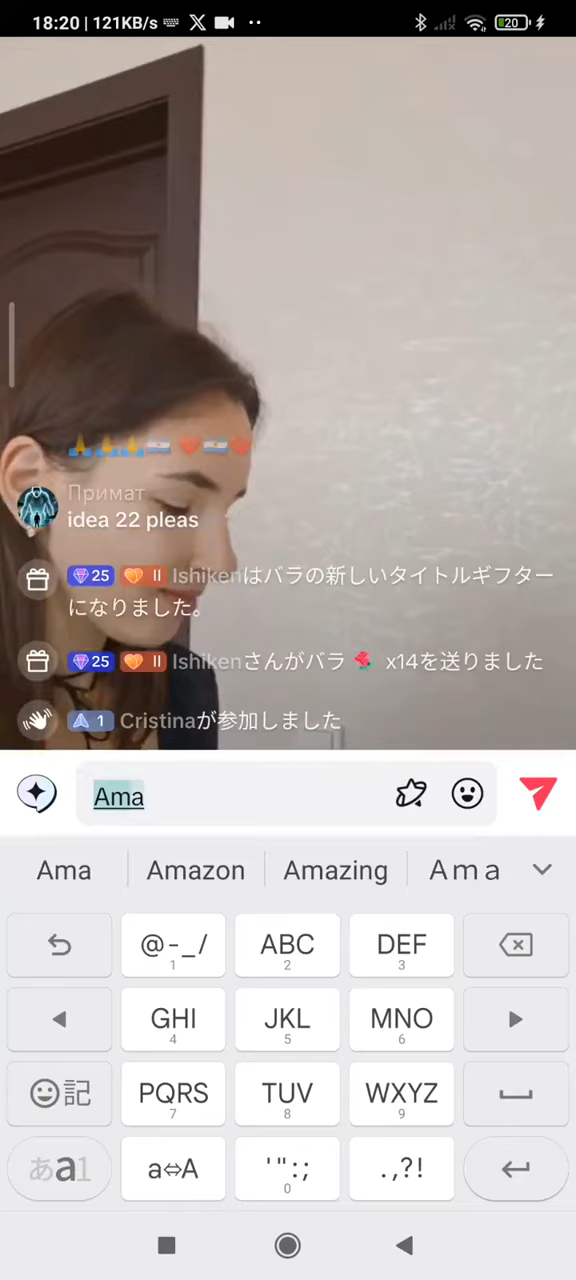 18:20 | 121KB/s
20
Примат
idea 22 pleas
25 II Ishikenはバラの新しいタイトルギフター
になりました。
25 II Ishikenさんがバラ🌹 x14を送りました
1 Cristinaが参加しました
Ama
Ama Amazon Amazing Ａｍａ
@-_/ 1 ABC 2 DEF 3
GHI 4 JKL 5 MNO 6
記 PQRS 7 TUV 8 WXYZ 9
あa1 a⇔A '":; 0 .,?!